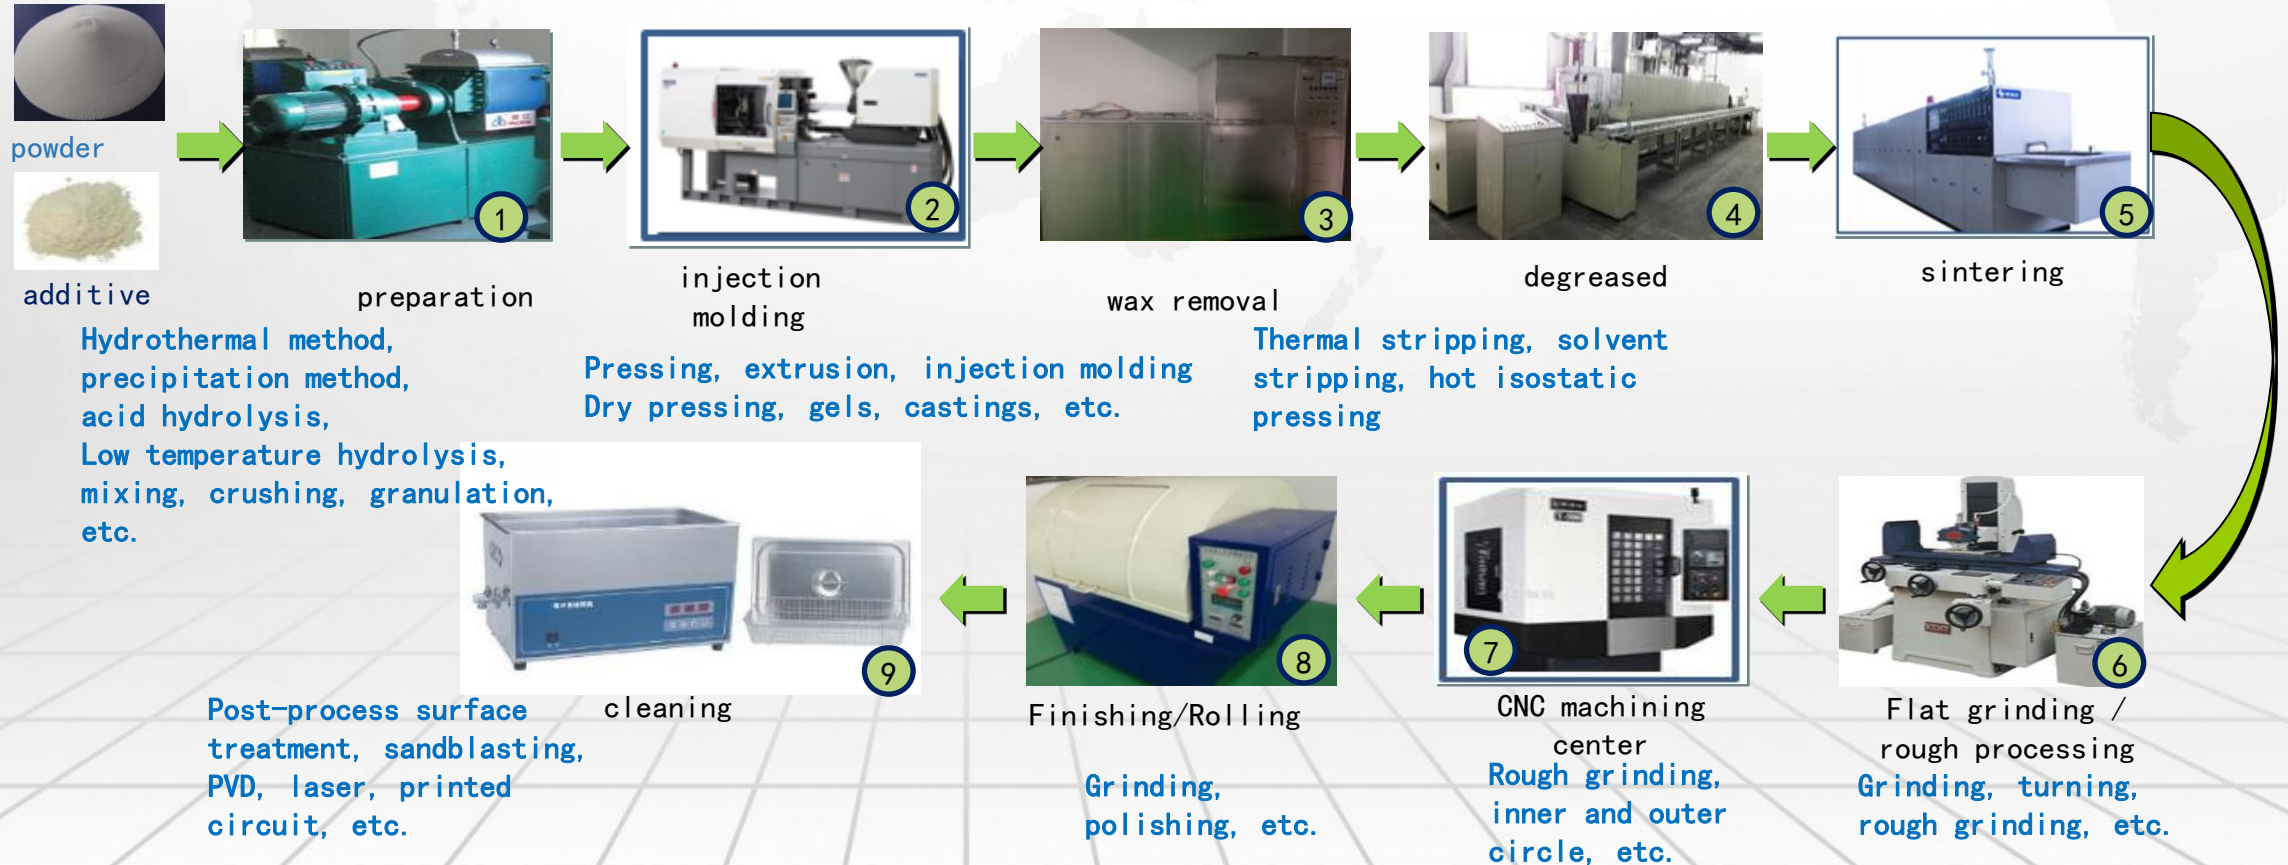 powder
additive
1
preparation
Hydrothermal method,
precipitation method,
acid hydrolysis,
Low temperature hydrolysis,
mixing, crushing, granulation,
etc.
2
injection
molding
Pressing, extrusion, injection molding
Dry pressing, gels, castings, etc.
3
wax removal
4
degreased
Thermal stripping, solvent
stripping, hot isostatic
pressing
5
sintering
6
Flat grinding /
rough processing
Grinding, turning,
rough grinding, etc.
7
CNC machining
center
Rough grinding,
inner and outer
circle, etc.
8
Finishing/Rolling
Grinding,
polishing, etc.
9
cleaning
Post-process surface
treatment, sandblasting,
PVD, laser, printed
circuit, etc.